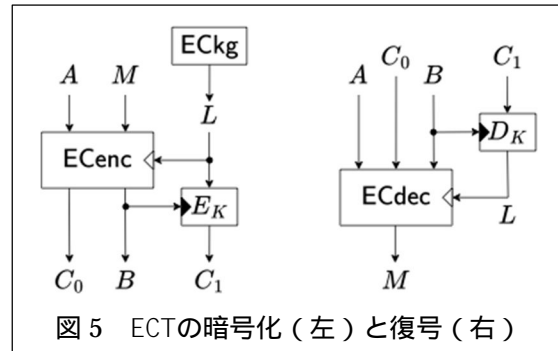 ECkg
A M
L
ECenc
E_K
C_0 B C_1
A C_0 B C_1
D_K
ECdec
L
M
図5 ECTの暗号化(左)と復号(右)